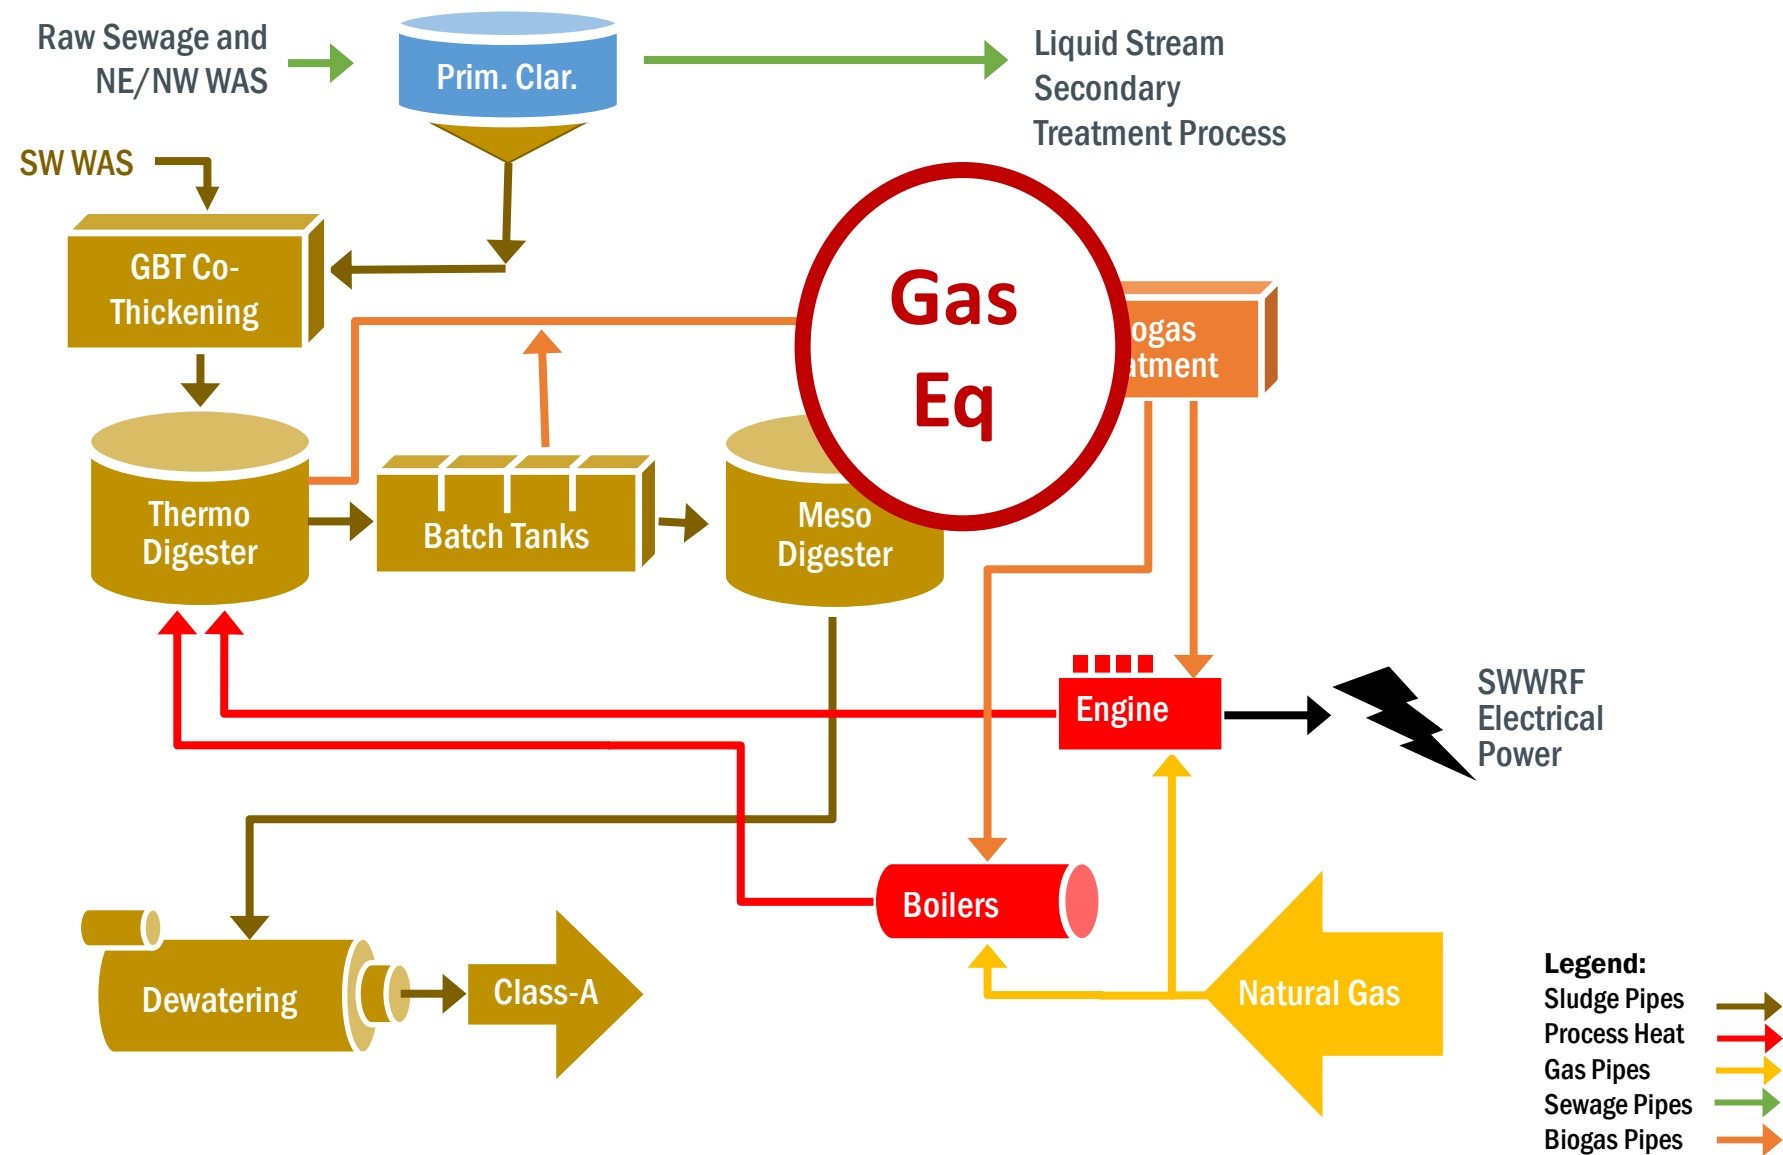 Raw Sewage and
NE/NW WAS
Prim. Clar.
Liquid Stream
Secondary
Treatment Process
SW WAS
GBT Co-
Thickening
Gas
Eq
ogas
atment
Thermo
Digester
Batch Tanks
Meso
Digester
Engine
SWWRF
Electrical
Power
Boilers
Dewatering
Class-A
Natural Gas
Legend:
Sludge Pipes
Process Heat
Gas Pipes
Sewage Pipes
Biogas Pipes